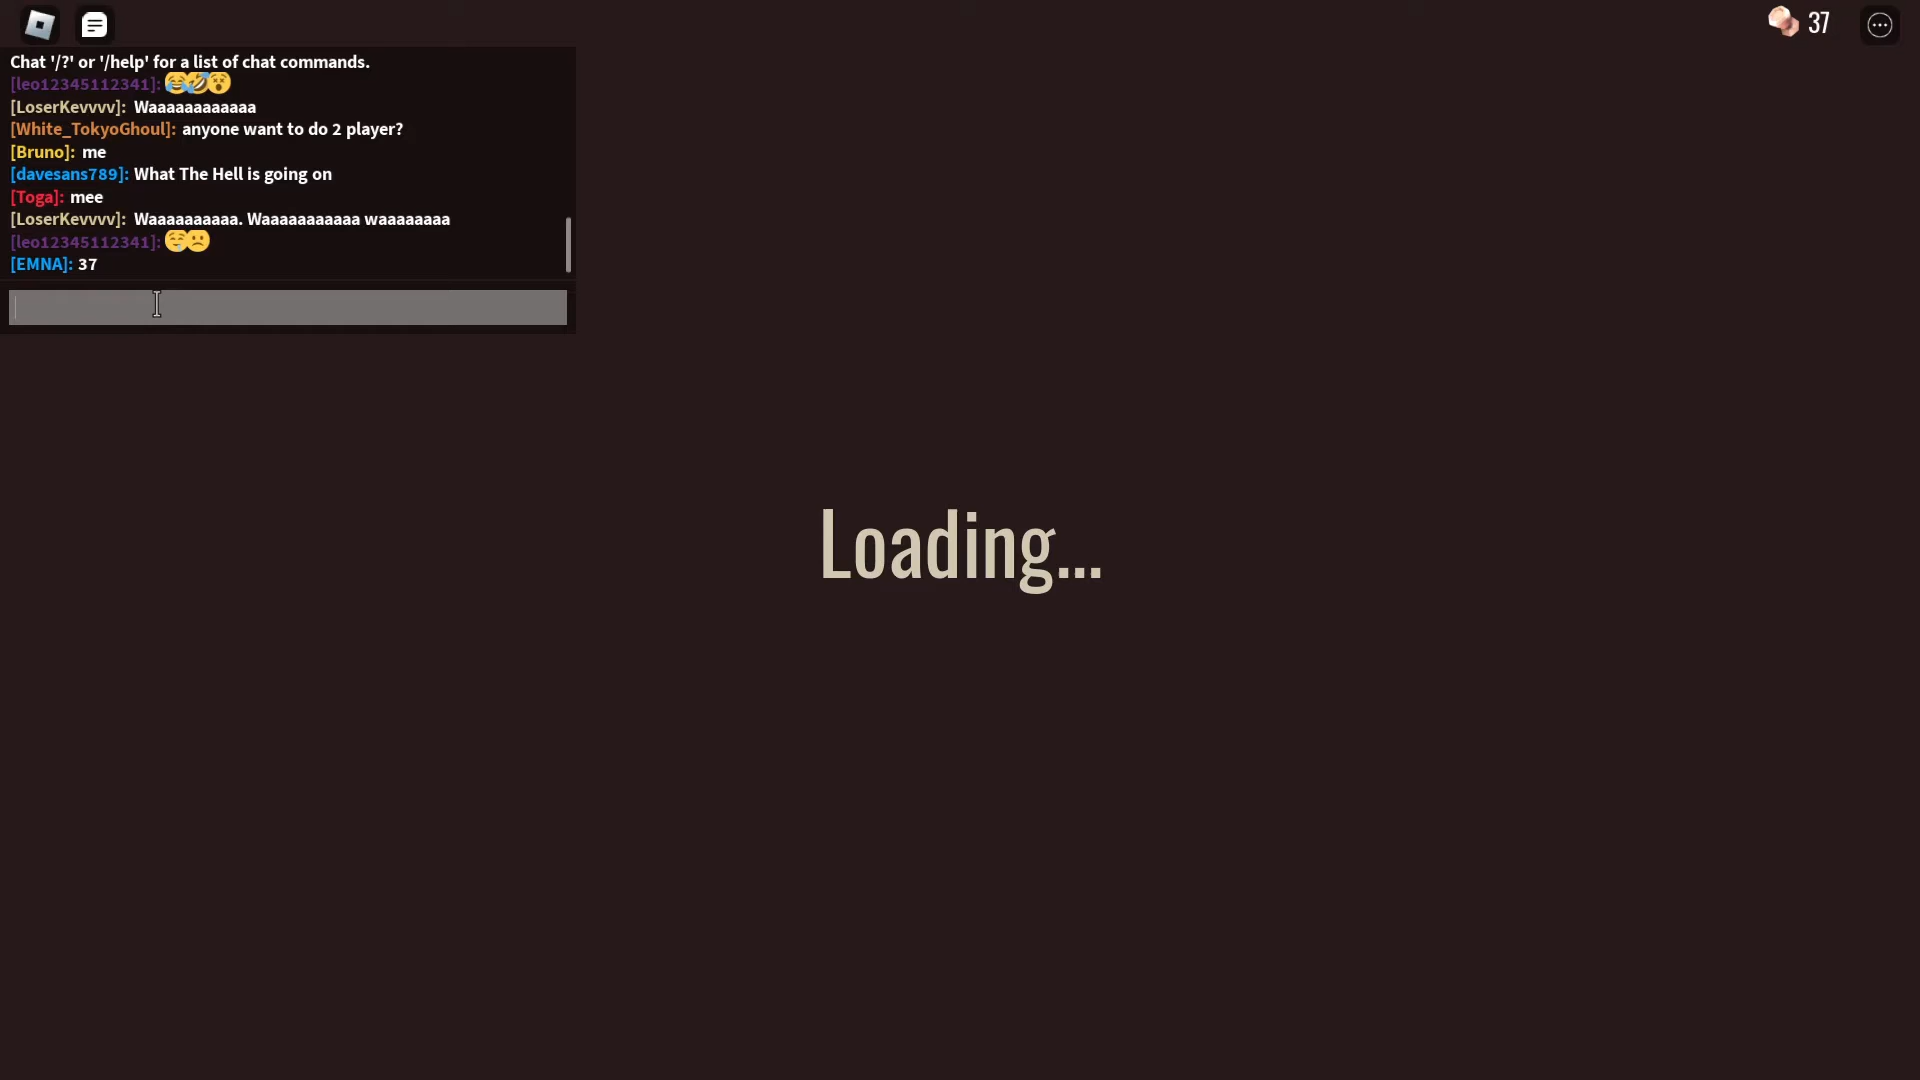 37
Chat '/?' or '/help' for a list of chat commands.
[leo12345112341]: 😂🤣😵
[LoserKevvvv]: Waaaaaaaaaaaa
[White_TokyoGhoul]: anyone want to do 2 player?
[Bruno]: me
[davesans789]: What The Hell is going on
[Toga]: mee
[LoserKevvvv]: Waaaaaaaaaa. Waaaaaaaaaaa waaaaaaaa
[leo12345112341]: 🤤🙁
[EMNA]: 37
Loading...